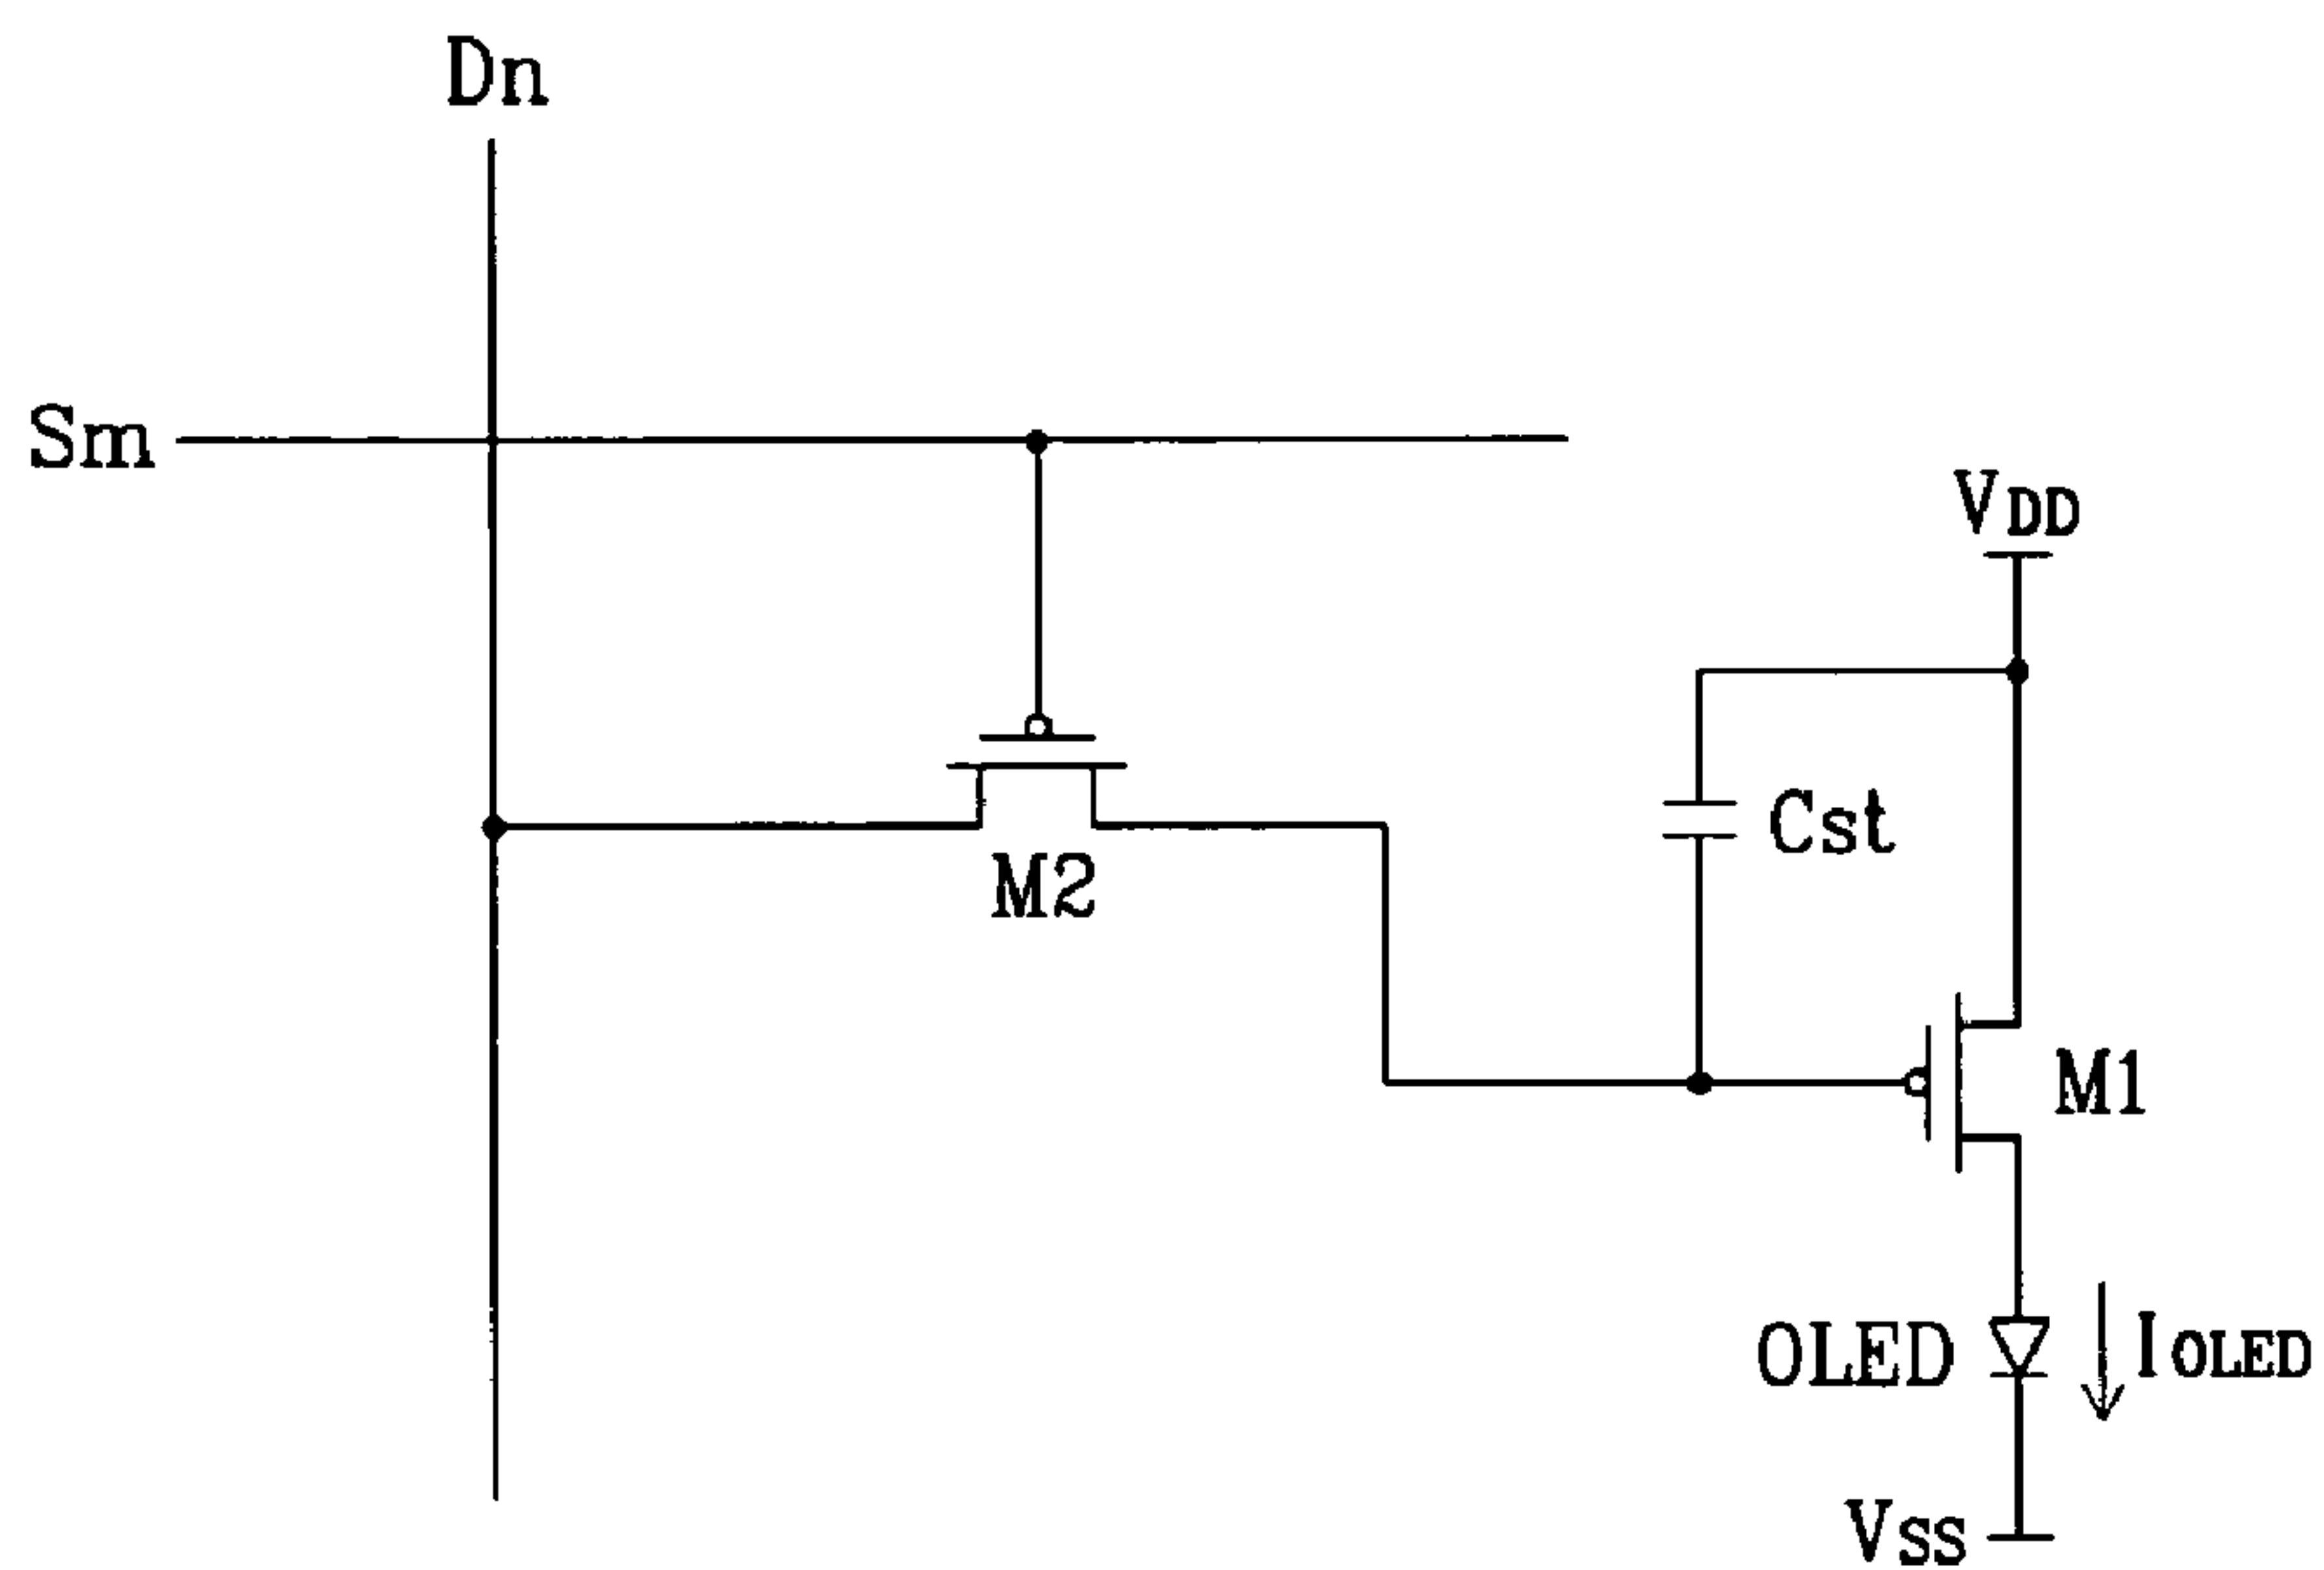 Dn
Sm
VDD
Cst
M2
M1
OLED
IOLED
VSS